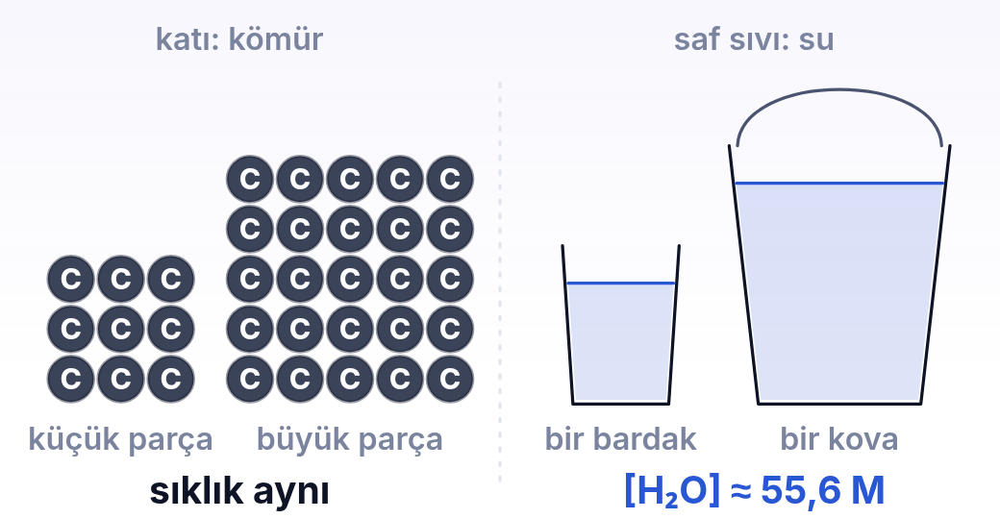 katı: kömür
C C C C C
C C C C C
C C C C C C C C
C C C C C C C C
C C C C C C C C
küçük parça büyük parça
sıklık aynı
saf sıvı: su
bir bardak bir kova
[H₂O] ≈ 55,6 M